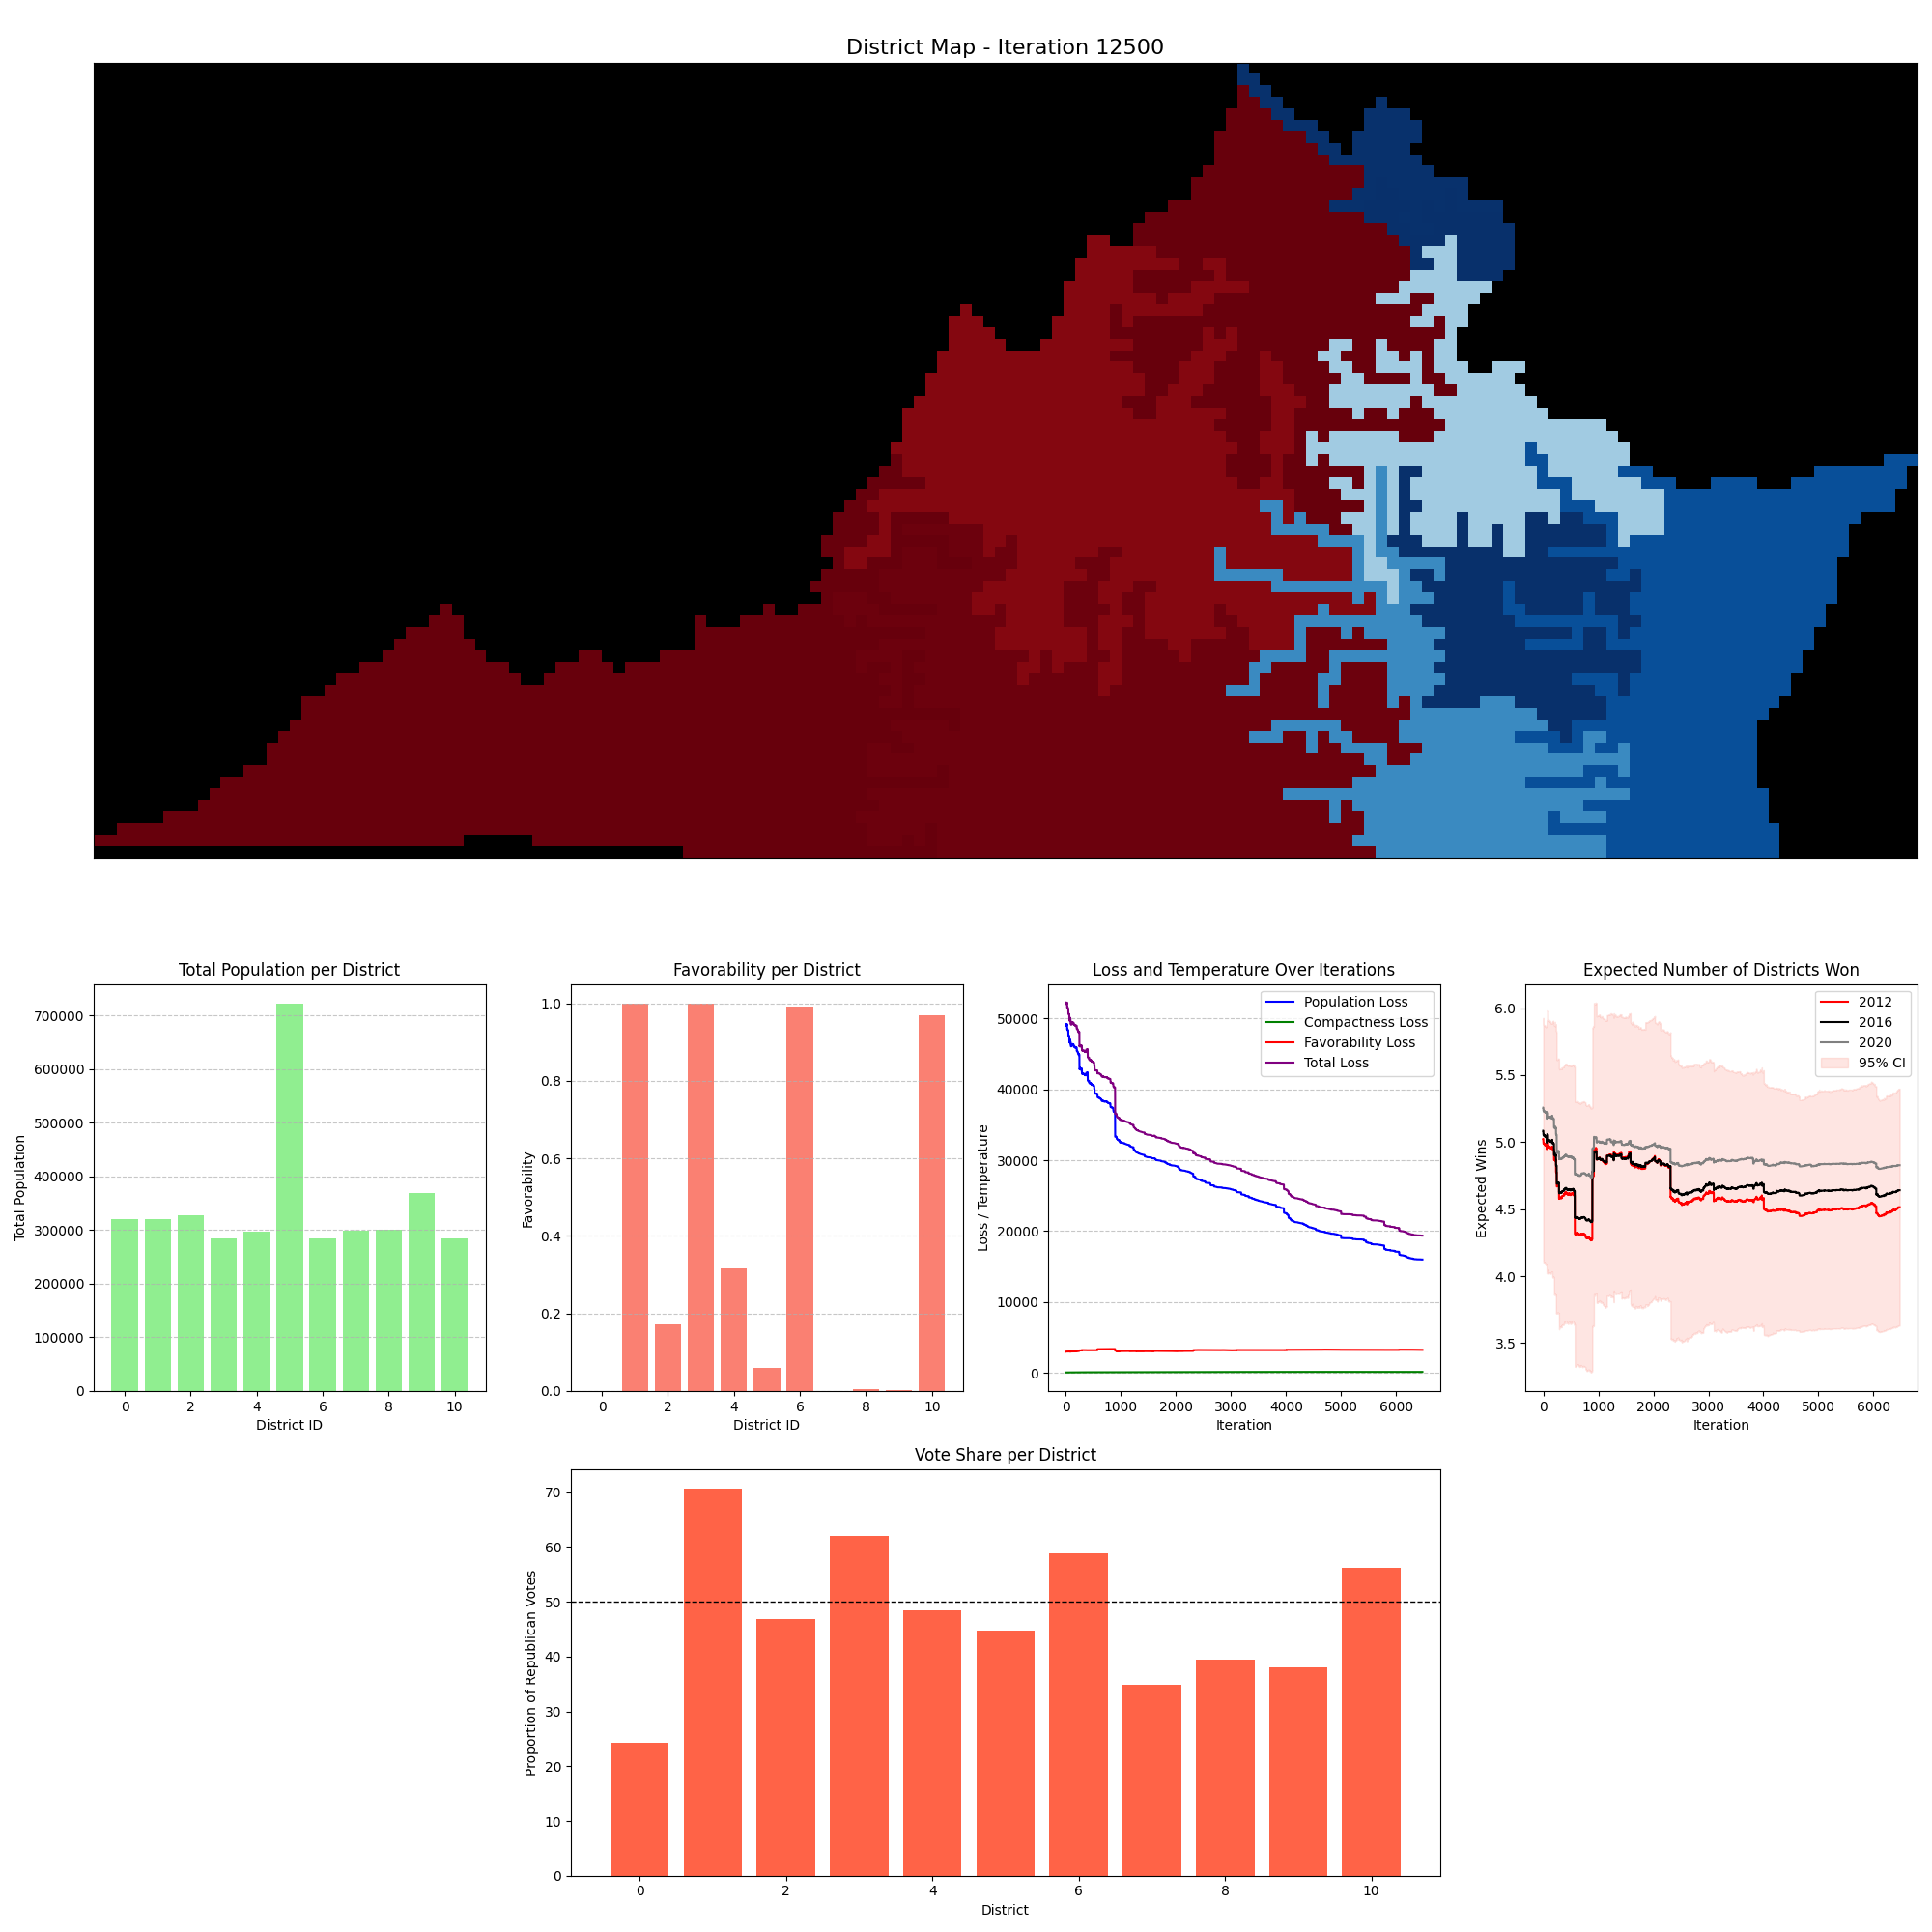 District Map - Iteration 12500
Total Population per District
Total Population
700000
600000
500000
400000
300000
200000
100000
0
0 2 4 6 8 10
District ID
Favorability per District
Favorability
1.0
0.8
0.6
0.4
0.2
0.0
0 2 4 6 8 10
District ID
Loss and Temperature Over Iterations
Loss / Temperature
50000
40000
30000
20000
10000
0
Population Loss
Compactness Loss
Favorability Loss
Total Loss
0 1000 2000 3000 4000 5000 6000
Iteration
Expected Number of Districts Won
Expected Wins
6.0
5.5
5.0
4.5
4.0
3.5
2012
2016
2020
95% CI
0 1000 2000 3000 4000 5000 6000
Iteration
Vote Share per District
Proportion of Republican Votes
70
60
50
40
30
20
10
0
0 2 4 6 8 10
District